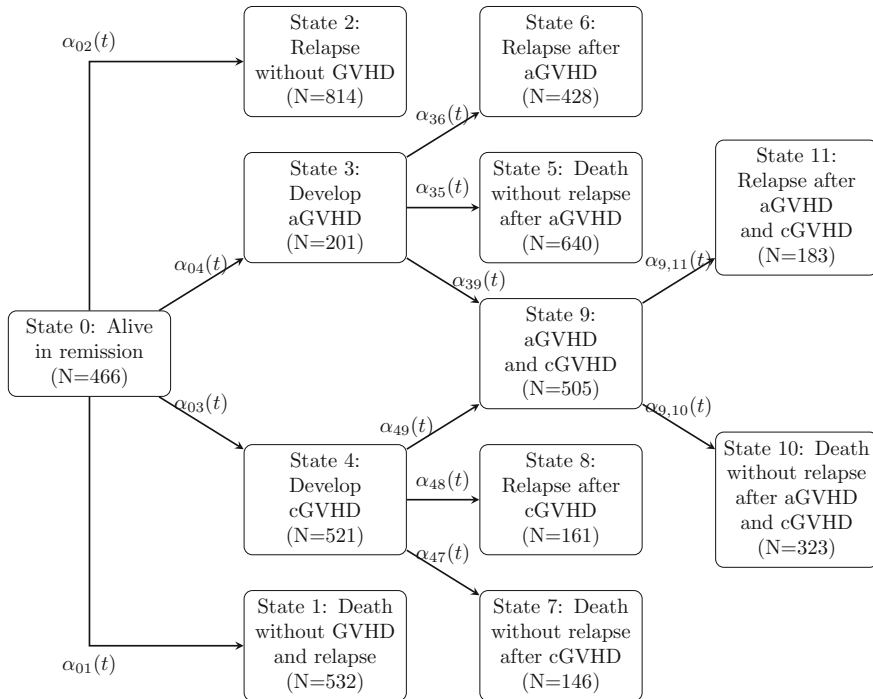 α02(t)
State 2:
Relapse
without GVHD
(N=814)
State 6:
Relapse after
aGVHD
(N=428)
α36(t)
State 3:
Develop
aGVHD
(N=201)
α35(t)
State 5: Death
without relapse
after aGVHD
(N=640)
State 11:
Relapse after
aGVHD
and cGVHD
(N=183)
α04(t)
α39(t)
α9,11(t)
State 0: Alive
in remission
(N=466)
State 9:
aGVHD
and cGVHD
(N=505)
α03(t)
α49(t)
α9,10(t)
State 4:
Develop
cGVHD
(N=521)
α48(t)
State 8:
Relapse after
cGVHD
(N=161)
State 10: Death
without relapse
after aGVHD
and cGVHD
(N=323)
α47(t)
State 1: Death
without GVHD
and relapse
(N=532)
State 7: Death
without relapse
after cGVHD
(N=146)
α01(t)